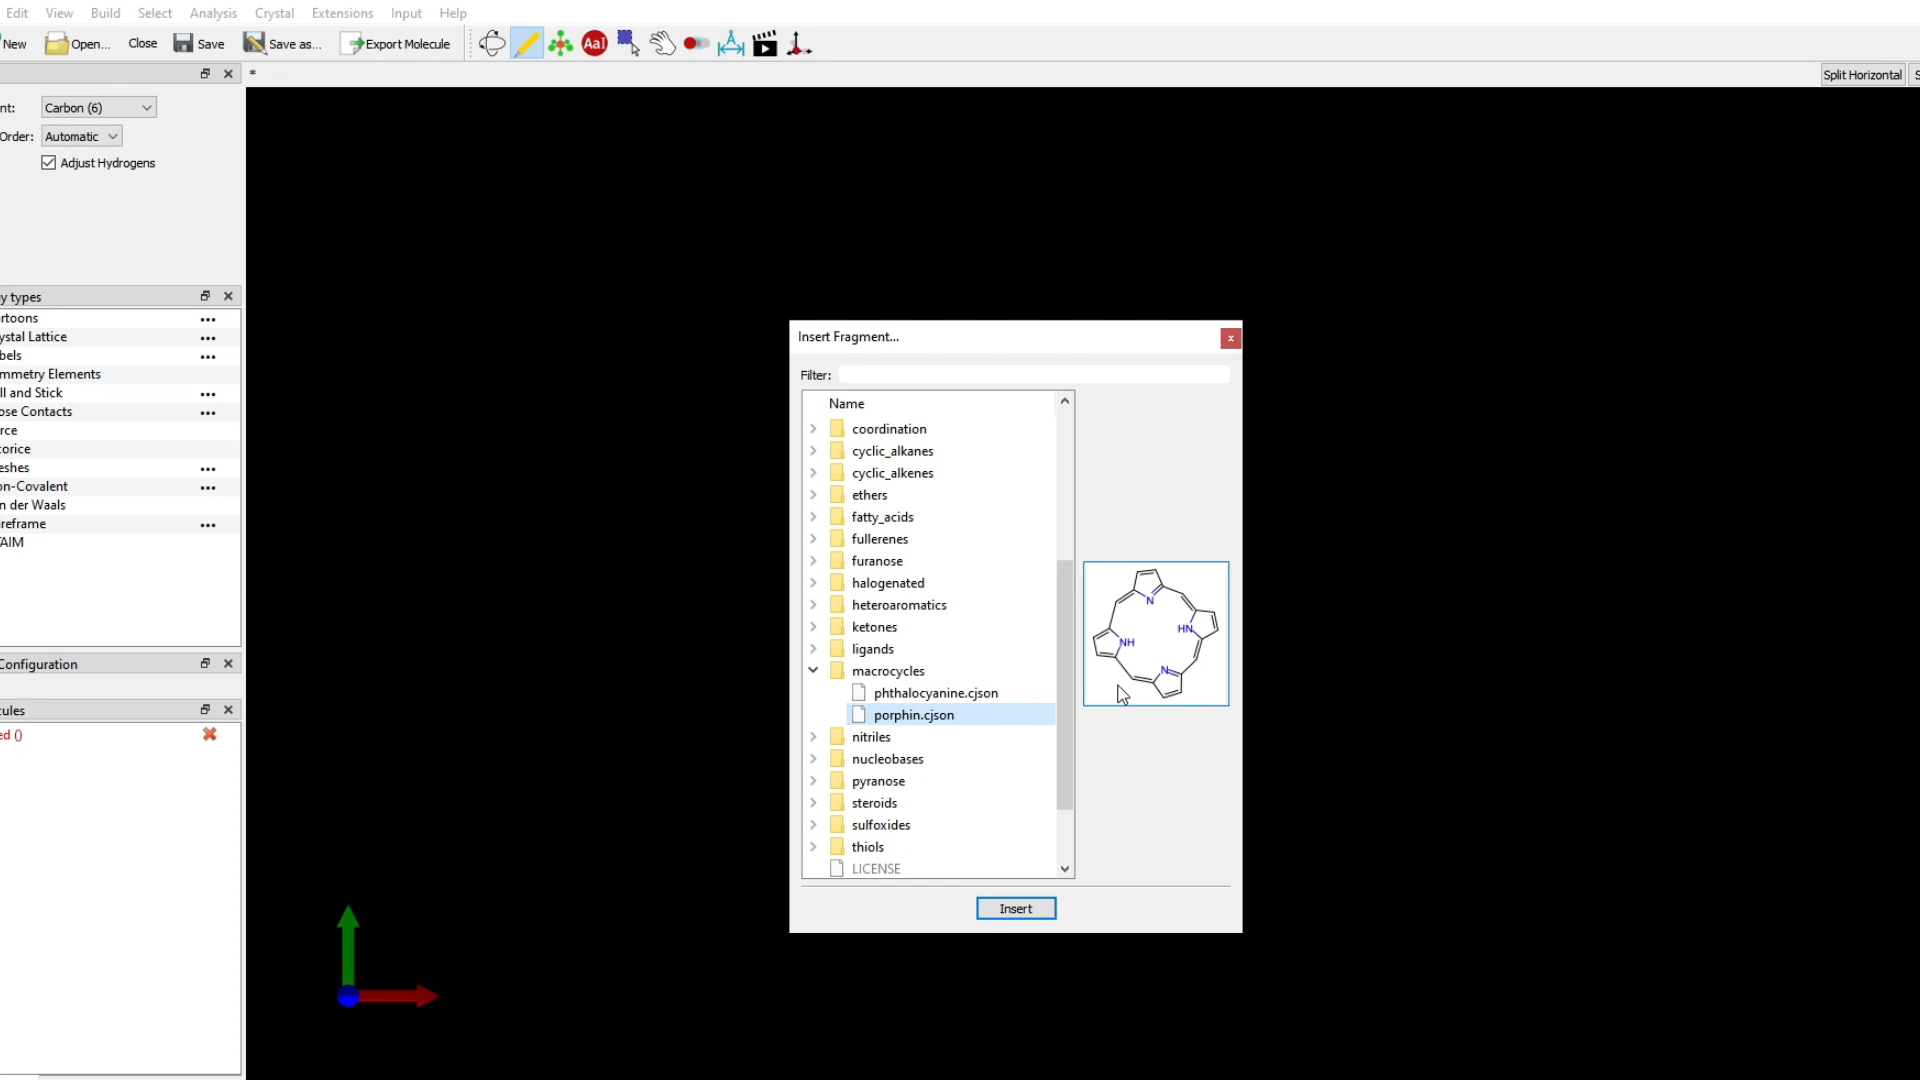 Edit View Build Select Analysis Crystal Extensions Input Help
New Open... Close Save Save as... Export Molecule AaI
* Split Horizontal S
nt: Carbon (6)
Order: Automatic
Adjust Hydrogens
y types
rtoons
ystal Lattice
bels
mmetry Elements
ll and Stick
ose Contacts
rce
orice
eshes
on-Covalent
n der Waals
ireframe
TAIM
Configuration
ules
ed ()
Insert Fragment...
x
Filter:
Name
coordination
cyclic_alkanes
cyclic_alkenes
ethers
fatty_acids
fullerenes
furanose
halogenated
heteroaromatics
ketones
ligands
macrocycles
phthalocyanine.cjson
porphin.cjson
nitriles
nucleobases
pyranose
steroids
sulfoxides
thiols
LICENSE
N
HN
NH
N
Insert